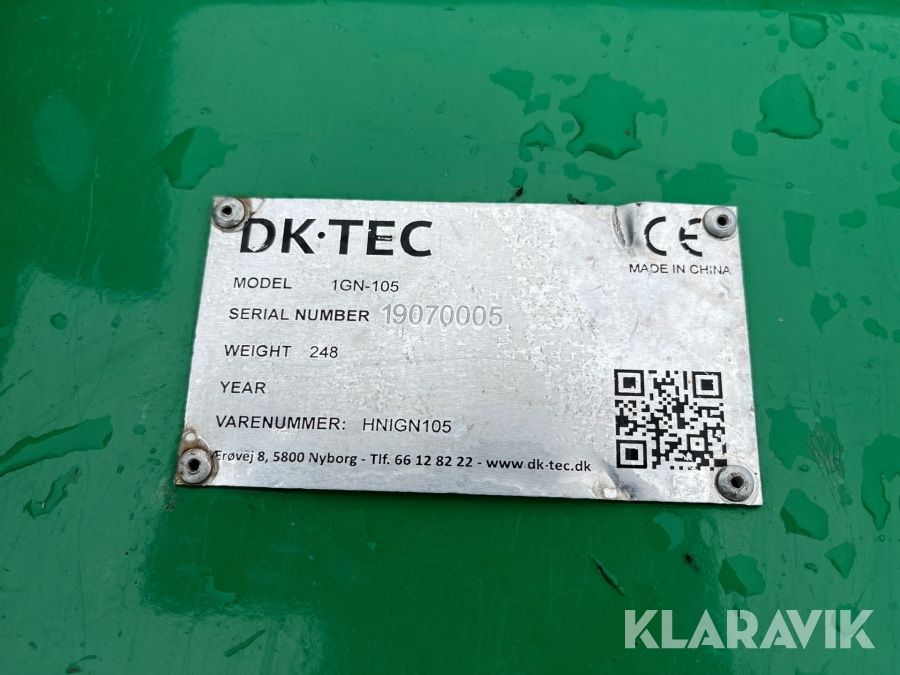 DK·TEC
CE
MADE IN CHINA
MODEL 1GN-105
SERIAL NUMBER 19070005
WEIGHT 248
YEAR
VARENUMMER: HNIGN105
Ærøvej 8, 5800 Nyborg - Tlf. 66 12 82 22 - www.dk-tec.dk
KLARAVIK